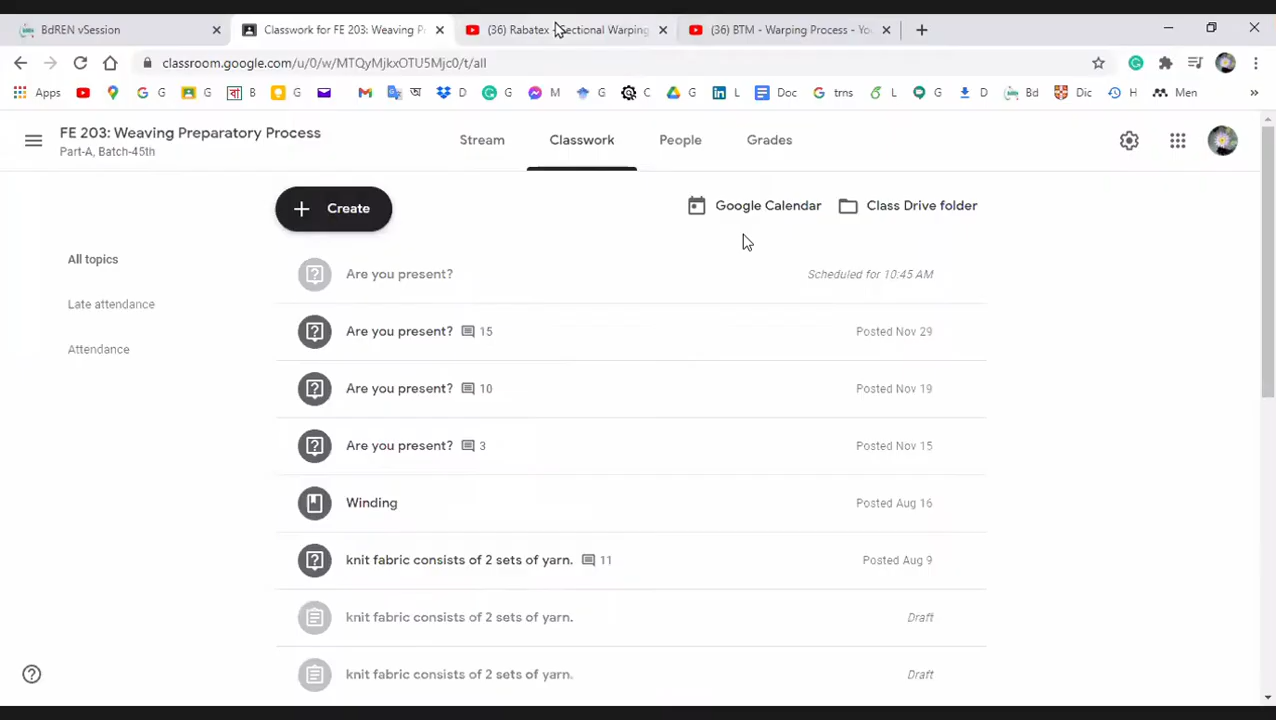 BdREN vSession
Classwork for FE 203: Weaving Pr
(36) Rabatex - Sectional Warping
(36) BTM - Warping Process - Yo
classroom.google.com/u/0/w/MTQyMjkxOTU5Mjc0/t/all
Apps G G বা B G M অ D G M G C G L Doc trns L G D Bd Dic H Men »
FE 203: Weaving Preparatory Process
Part-A, Batch-45th
Stream Classwork People Grades
+ Create
Google Calendar Class Drive folder
All topics
Late attendance
Attendance
Are you present? Scheduled for 10:45 AM
Are you present? 15 Posted Nov 29
Are you present? 10 Posted Nov 19
Are you present? 3 Posted Nov 15
Winding Posted Aug 16
knit fabric consists of 2 sets of yarn. 11 Posted Aug 9
knit fabric consists of 2 sets of yarn. Draft
knit fabric consists of 2 sets of yarn. Draft